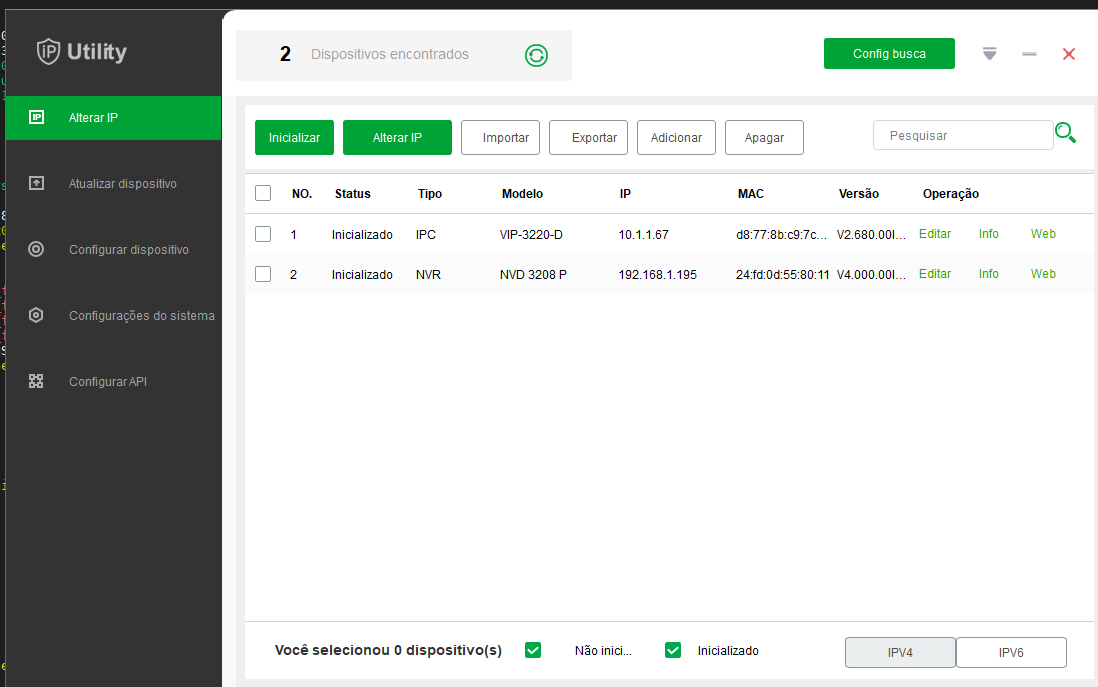 iP Utility
2 Dispositivos encontrados
Config busca
IP Alterar IP
Atualizar dispositivo
Configurar dispositivo
Configurações do sistema
Configurar API
Inicializar Alterar IP Importar Exportar Adicionar Apagar Pesquisar
NO. Status Tipo Modelo IP MAC Versão Operação
1 Inicializado IPC VIP-3220-D 10.1.1.67 d8:77:8b:c9:7c... V2.680.00I... Editar Info Web
2 Inicializado NVR NVD 3208 P 192.168.1.195 24:fd:0d:55:80:11 V4.000.00I... Editar Info Web
Você selecionou 0 dispositivo(s) Não inici... Inicializado IPV4 IPV6